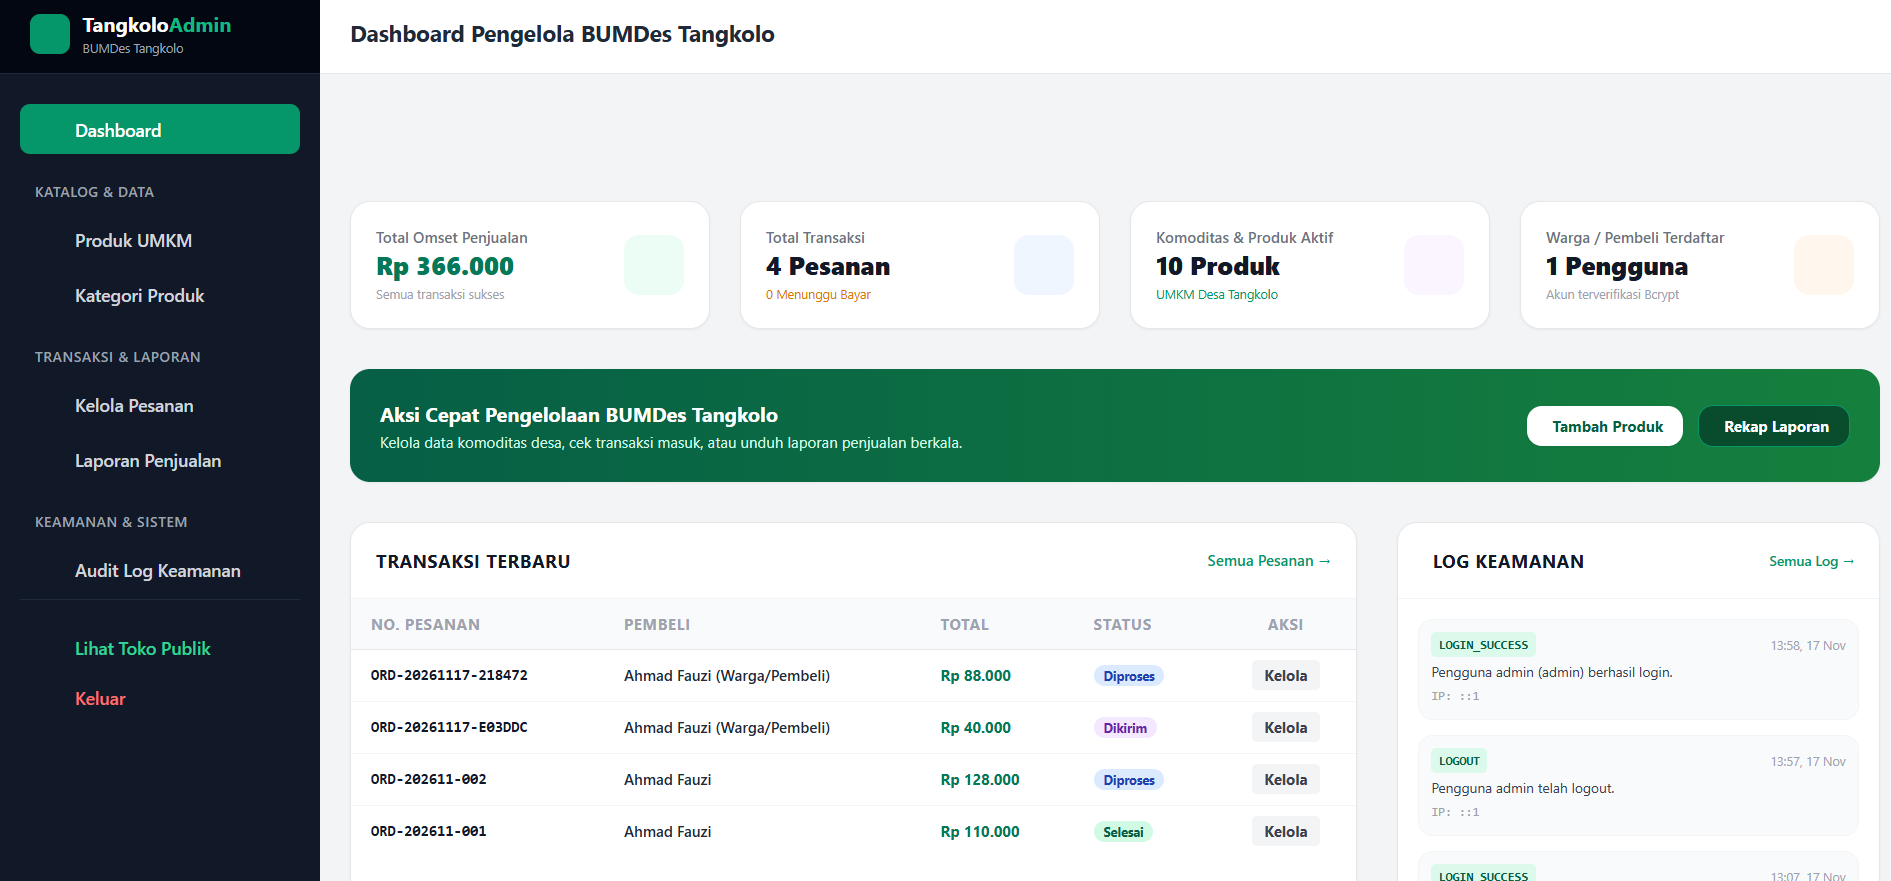 TangkoloAdmin
BUMDes Tangkolo
Dashboard
KATALOG & DATA
Produk UMKM
Kategori Produk
TRANSAKSI & LAPORAN
Kelola Pesanan
Laporan Penjualan
KEAMANAN & SISTEM
Audit Log Keamanan
Lihat Toko Publik
Keluar
Dashboard Pengelola BUMDes Tangkolo
Total Omset Penjualan
Rp 366.000
Semua transaksi sukses
Total Transaksi
4 Pesanan
0 Menunggu Bayar
Komoditas & Produk Aktif
10 Produk
UMKM Desa Tangkolo
Warga / Pembeli Terdaftar
1 Pengguna
Akun terverifikasi Bcrypt
Aksi Cepat Pengelolaan BUMDes Tangkolo
Kelola data komoditas desa, cek transaksi masuk, atau unduh laporan penjualan berkala.
Tambah Produk
Rekap Laporan
TRANSAKSI TERBARU
Semua Pesanan →
NO. PESANAN PEMBELI TOTAL STATUS AKSI
ORD-20261117-218472 Ahmad Fauzi (Warga/Pembeli) Rp 88.000 Diproses Kelola
ORD-20261117-E03DDC Ahmad Fauzi (Warga/Pembeli) Rp 40.000 Dikirim Kelola
ORD-202611-002 Ahmad Fauzi Rp 128.000 Diproses Kelola
ORD-202611-001 Ahmad Fauzi Rp 110.000 Selesai Kelola
LOG KEAMANAN
Semua Log →
LOGIN_SUCCESS 13:58, 17 Nov
Pengguna admin (admin) berhasil login.
IP: ::1
LOGOUT 13:57, 17 Nov
Pengguna admin telah logout.
IP: ::1
LOGIN_SUCCESS 13:07, 17 Nov